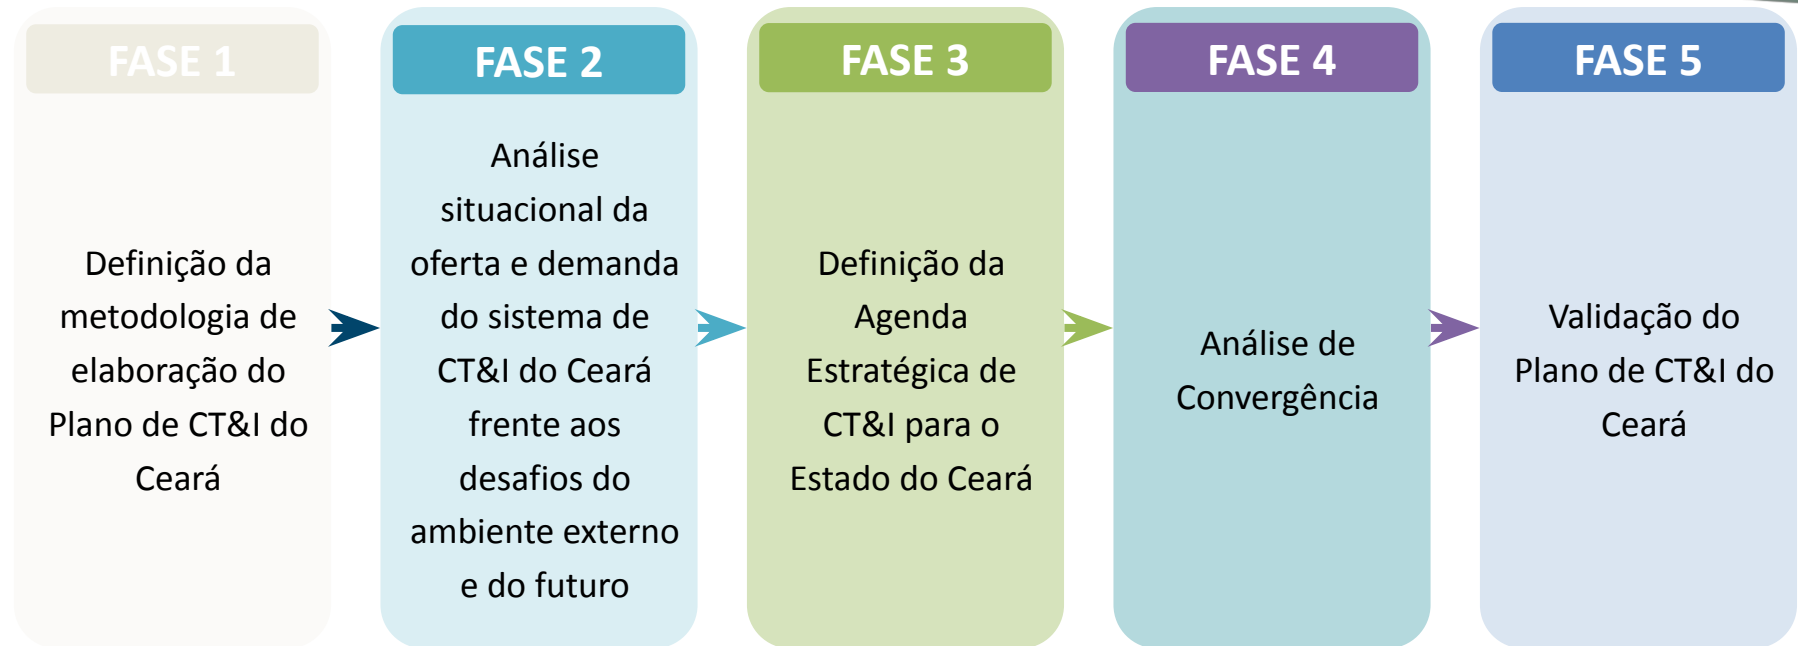 FASE 1
Definição da
metodologia de
elaboração do
Plano de CT&I do
Ceará
FASE 2
Análise
situacional da
oferta e demanda
do sistema de
CT&I do Ceará
frente aos
desafios do
ambiente externo
e do futuro
FASE 3
Definição da
Agenda
Estratégica de
CT&I para o
Estado do Ceará
FASE 4
Análise de
Convergência
FASE 5
Validação do
Plano de CT&I do
Ceará